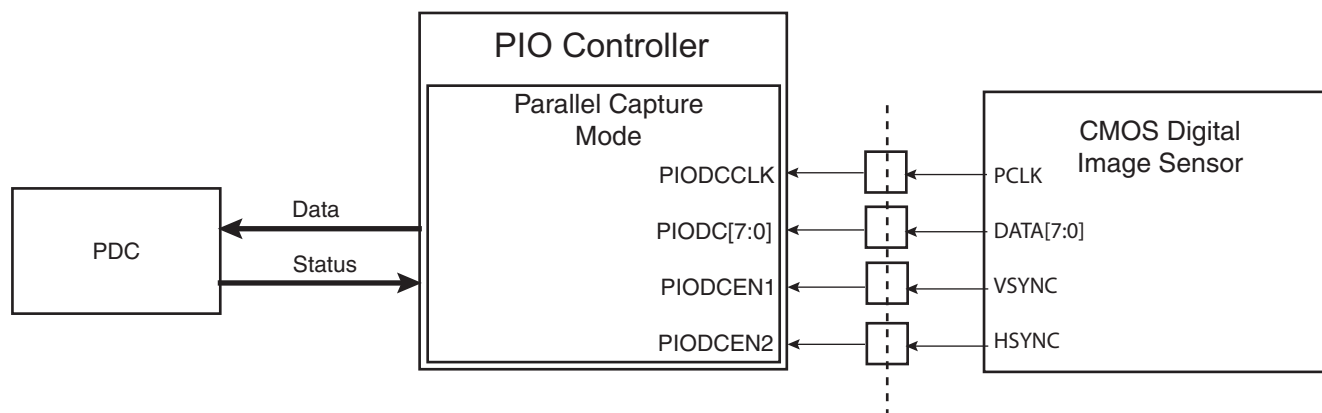 PIO Controller
Parallel Capture
Mode
PIODCCLK
PIODC[7:0]
PIODCEN1
PIODCEN2
PDC
Data
Status
CMOS Digital
Image Sensor
PCLK
DATA[7:0]
VSYNC
HSYNC